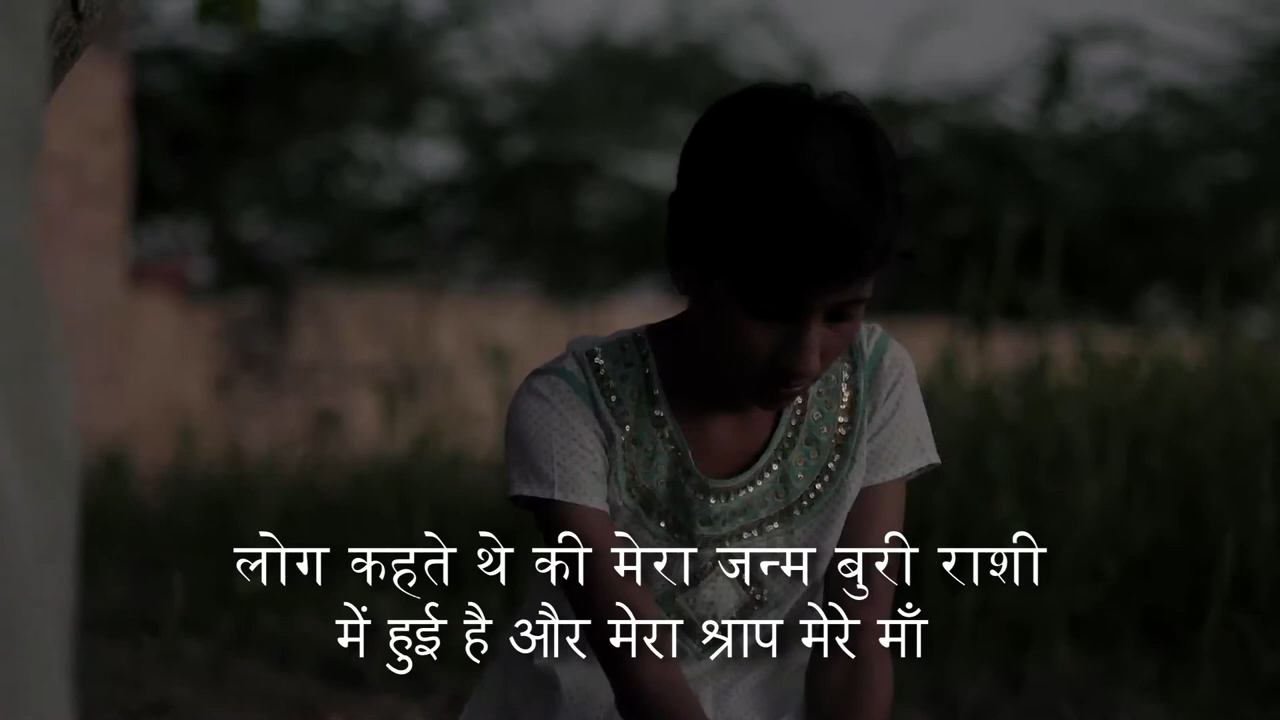 लोग कहते थे की मेरा जन्म बुरी राशी
में हुई है और मेरा श्राप मेरे माँ